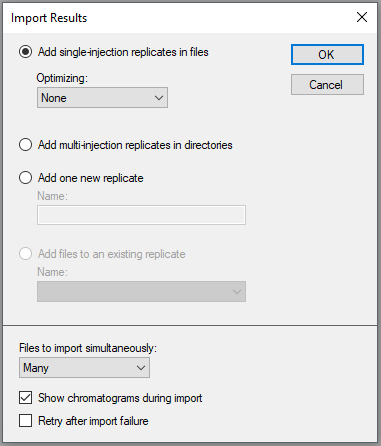 Import Results
Add single-injection replicates in files
OK
Optimizing:
Cancel
None
Add multi-injection replicates in directories
Add one new replicate
Name:
Add files to an existing replicate
Name:
Files to import simultaneously:
Many
Show chromatograms during import
Retry after import failure